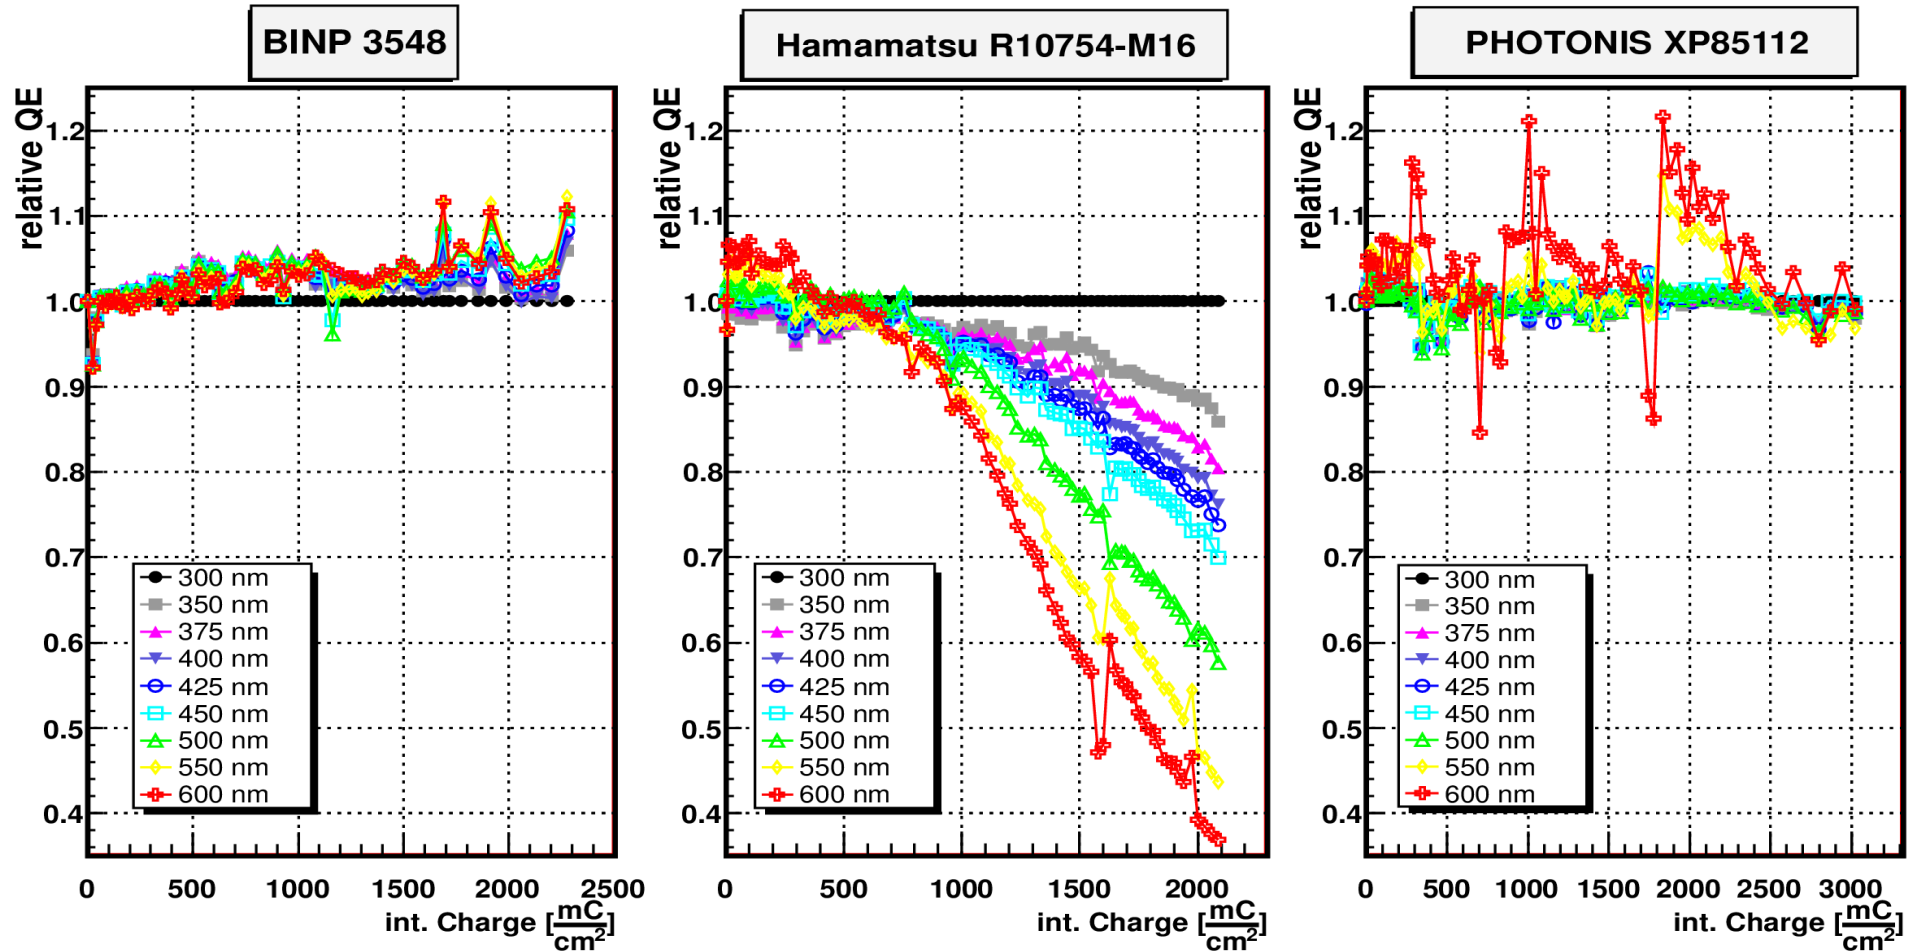 BINP 3548
relative QE
1.2
1.1
1.0
0.9
0.8
0.7
0.6
0.5
0.4
300 nm
350 nm
375 nm
400 nm
425 nm
450 nm
500 nm
550 nm
600 nm
0 500 1000 1500 2000 2500
int. Charge [mC/cm²]
Hamamatsu R10754-M16
relative QE
1.2
1.1
1.0
0.9
0.8
0.7
0.6
0.5
0.4
300 nm
350 nm
375 nm
400 nm
425 nm
450 nm
500 nm
550 nm
600 nm
0 500 1000 1500 2000
int. Charge [mC/cm²]
PHOTONIS XP85112
relative QE
1.2
1.1
1.0
0.9
0.8
0.7
0.6
0.5
0.4
300 nm
350 nm
375 nm
400 nm
425 nm
450 nm
500 nm
550 nm
600 nm
0 500 1000 1500 2000 2500 3000
int. Charge [mC/cm²]